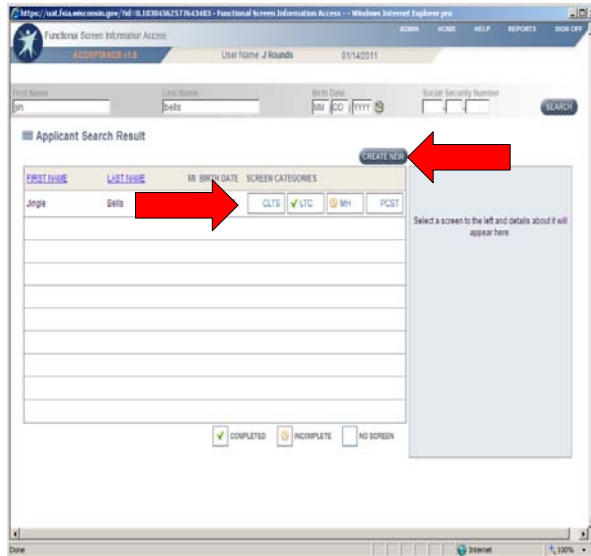 https://uat.fsia.wisconsin.gov/?id=0.10304562577643483 - Functional Screen Information Access - - Windows Internet Explorer pro
Functional Screen Information Access
ADMIN HOME HELP REPORTS SIGN OFF
ACCEPTANCE v1.0 User Name: J Rounds 01/14/2011
First Name Last Name Birth Date Social Security Number
jin bells MM / DD / YYYY - - SEARCH
Applicant Search Result
CREATE NEW
FIRST NAME LAST NAME MI BIRTH DATE SCREEN CATEGORIES
Jingle Bells CLTS LTC MH PCST
Select a screen to the left and details about it will
appear here.
COMPLETED INCOMPLETE NO SCREEN
Done Internet 100%